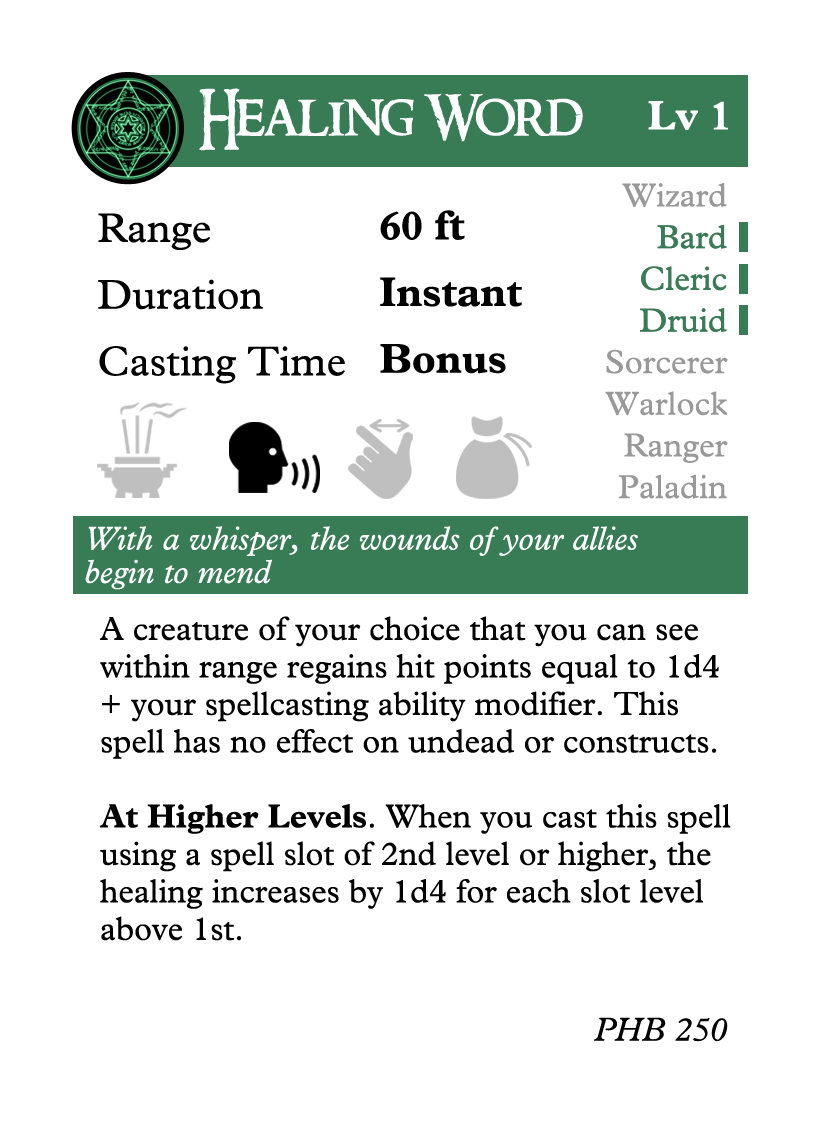 HEALING WORD Lv 1
Range 60 ft
Duration Instant
Casting Time Bonus
Wizard
Bard
Cleric
Druid
Sorcerer
Warlock
Ranger
Paladin
With a whisper, the wounds of your allies
begin to mend
A creature of your choice that you can see
within range regains hit points equal to 1d4
+ your spellcasting ability modifier. This
spell has no effect on undead or constructs.
At Higher Levels. When you cast this spell
using a spell slot of 2nd level or higher, the
healing increases by 1d4 for each slot level
above 1st.
PHB 250